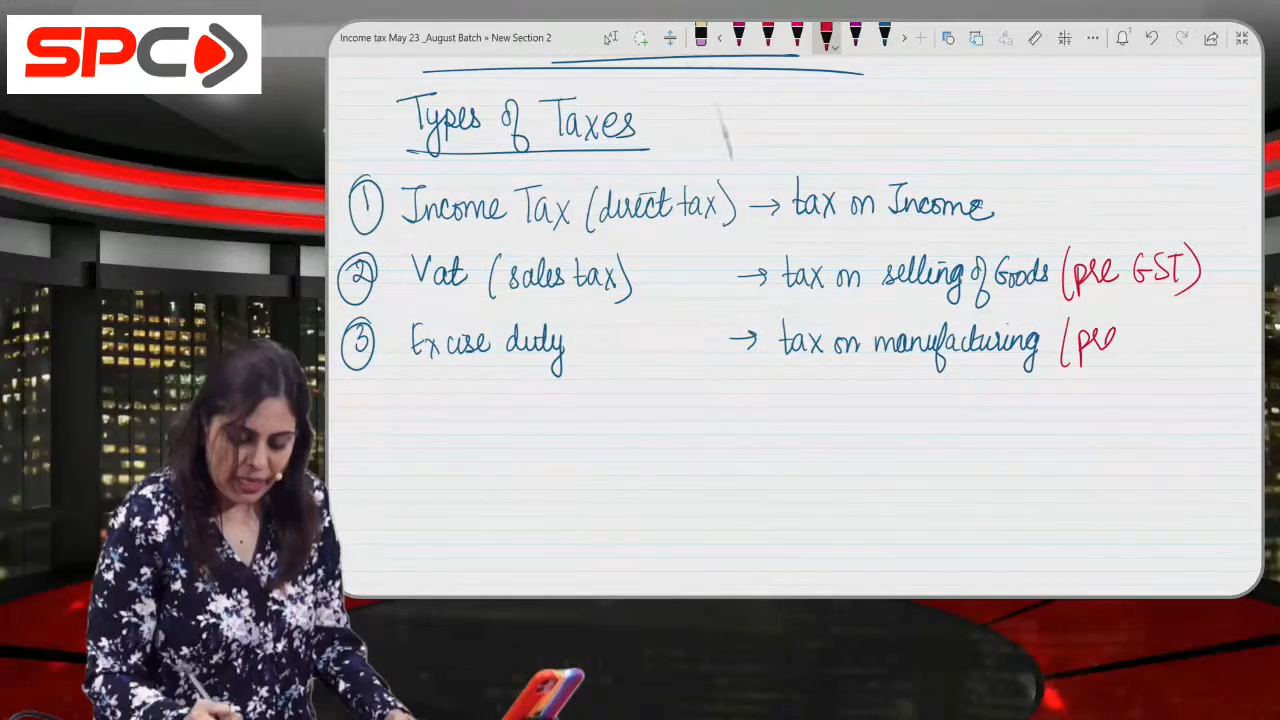 SPC
Income tax May 23 _August Batch » New Section 2
Types of Taxes
① Income Tax (direct tax) → tax on Income
② Vat (sales tax) → tax on selling of Goods (pre GST)
③ Excise duty → tax on manufacturing (pre